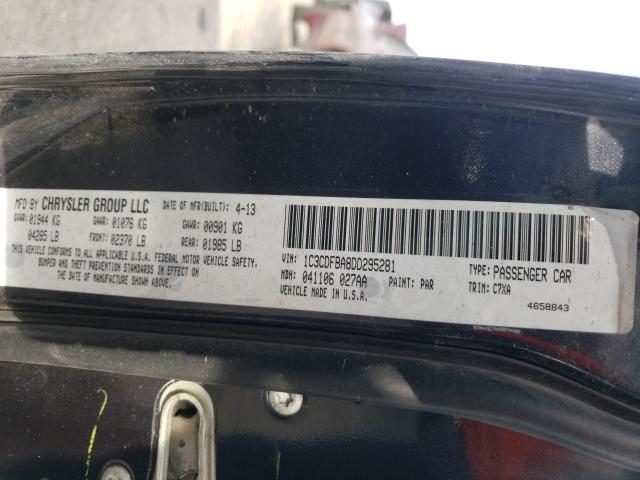 MFD BY CHRYSLER GROUP LLC DATE OF MFR(BUILT): 4-13
GVWR: 01944 KG GAWR: 01076 KG GAWR: 00901 KG
04285 LB FRONT: 02370 LB REAR: 01985 LB
THIS VEHICLE CONFORMS TO ALL APPLICABLE U.S.A. FEDERAL MOTOR VEHICLE SAFETY,
BUMPER AND THEFT PREVENTION STANDARDS IN EFFECT ON THE
DATE OF MANUFACTURE SHOWN ABOVE.
VIN: 1C3CDFBA8DD295281 TYPE: PASSENGER CAR
MDH: 041106 027AA PAINT: PAR TRIM: C7XA
VEHICLE MADE IN U.S.A.
4658843